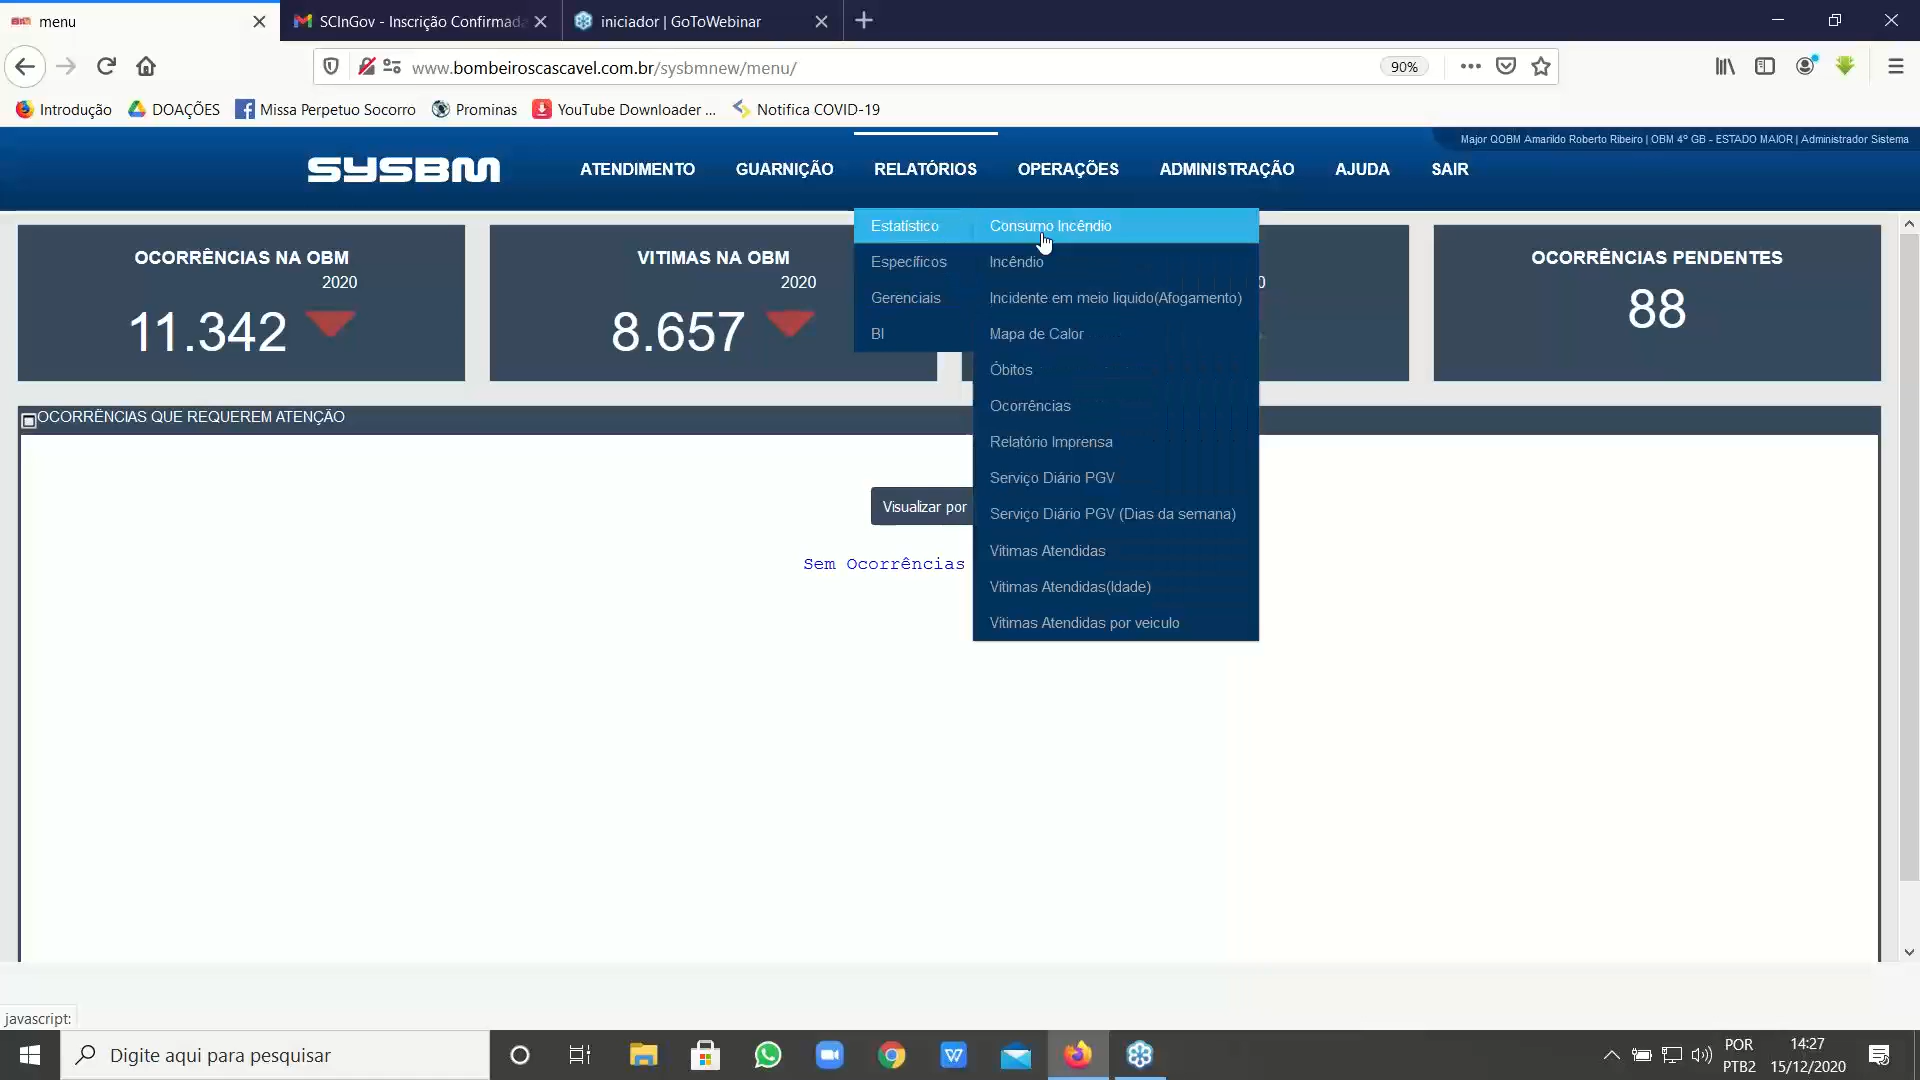 menu
SCInGov - Inscrição Confirmada
iniciador | GoToWebinar
www.bombeiroscascavel.com.br/sysbmnew/menu/
90%
Introdução
DOAÇÕES
Missa Perpetuo Socorro
Prominas
YouTube Downloader ...
Notifica COVID-19
Major QOBM Amarildo Roberto Ribeiro | OBM 4º GB - ESTADO MAIOR | Administrador Sistema
SYSBM
ATENDIMENTO
GUARNIÇÃO
RELATÓRIOS
OPERAÇÕES
ADMINISTRAÇÃO
AJUDA
SAIR
OCORRÊNCIAS NA OBM
2020
11.342
VITIMAS NA OBM
2020
8.657
Estatístico
Específicos
Gerenciais
BI
Consumo Incêndio
Incêndio
Incidente em meio liquido(Afogamento)
Mapa de Calor
Óbitos
Ocorrências
Relatório Imprensa
Serviço Diário PGV
Serviço Diário PGV (Dias da semana)
Vitimas Atendidas
Vitimas Atendidas(Idade)
Vitimas Atendidas por veiculo
0
OCORRÊNCIAS PENDENTES
88
OCORRÊNCIAS QUE REQUEREM ATENÇÃO
Visualizar por
Sem Ocorrências
javascript:
Digite aqui para pesquisar
POR
PTB2
14:27
15/12/2020